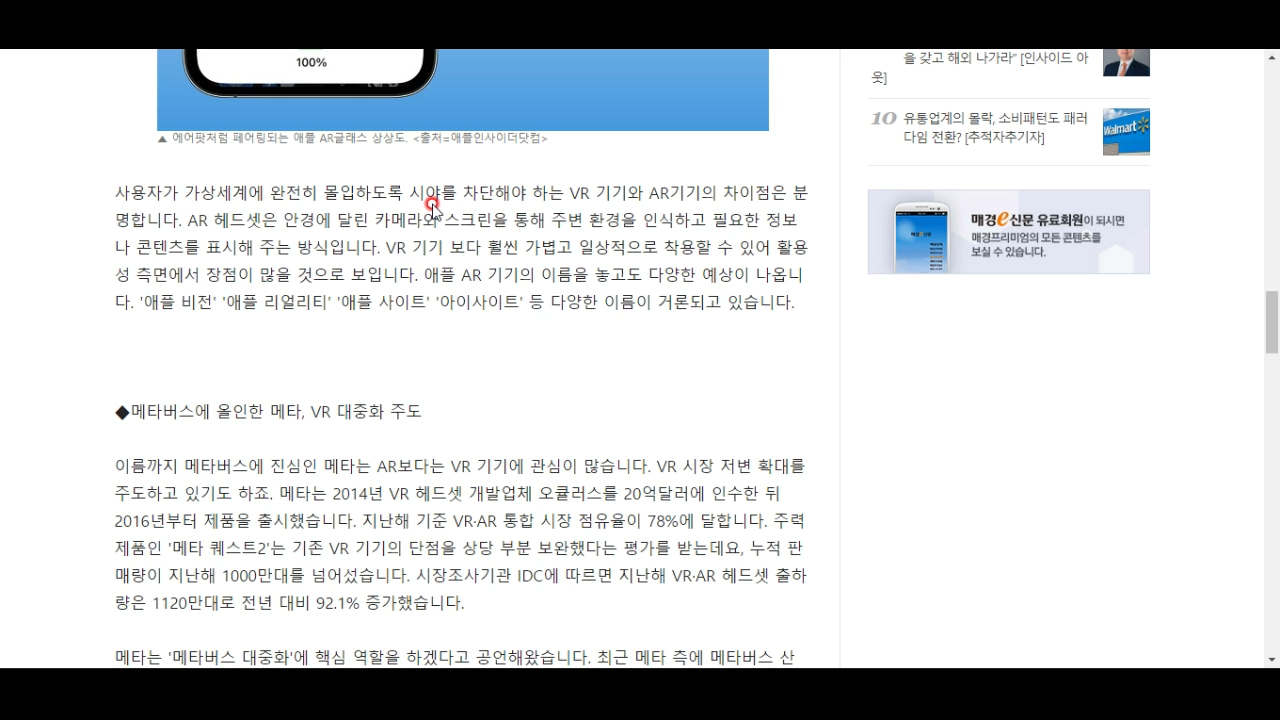 100%
▲ 에어팟처럼 페어링되는 애플 AR글래스 상상도. <출처=애플인사이더닷컴>
사용자가 가상세계에 완전히 몰입하도록 시야를 차단해야 하는 VR 기기와 AR기기의 차이점은 분
명합니다. AR 헤드셋은 안경에 달린 카메라와 스크린을 통해 주변 환경을 인식하고 필요한 정보
나 콘텐츠를 표시해 주는 방식입니다. VR 기기 보다 훨씬 가볍고 일상적으로 착용할 수 있어 활용
성 측면에서 장점이 많을 것으로 보입니다. 애플 AR 기기의 이름을 놓고도 다양한 예상이 나옵니
다. '애플 비전' '애플 리얼리티' '애플 사이트' '아이사이트' 등 다양한 이름이 거론되고 있습니다.
◆메타버스에 올인한 메타, VR 대중화 주도
이름까지 메타버스에 진심인 메타는 AR보다는 VR 기기에 관심이 많습니다. VR 시장 저변 확대를
주도하고 있기도 하죠. 메타는 2014년 VR 헤드셋 개발업체 오큘러스를 20억달러에 인수한 뒤
2016년부터 제품을 출시했습니다. 지난해 기준 VR·AR 통합 시장 점유율이 78%에 달합니다. 주력
제품인 '메타 퀘스트2'는 기존 VR 기기의 단점을 상당 부분 보완했다는 평가를 받는데요, 누적 판
매량이 지난해 1000만대를 넘어섰습니다. 시장조사기관 IDC에 따르면 지난해 VR·AR 헤드셋 출하
량은 1120만대로 전년 대비 92.1% 증가했습니다.
메타는 '메타버스 대중화'에 핵심 역할을 하겠다고 공언해왔습니다. 최근 메타 측에 메타버스 산
을 갖고 해외 나가라" [인사이드 아
웃]
10 유통업계의 몰락, 소비패턴도 패러
다임 전환? [추적자추기자]
Walmart
매경e신문 유료회원이 되시면
매경프리미엄의 모든 콘텐츠를
보실 수 있습니다.